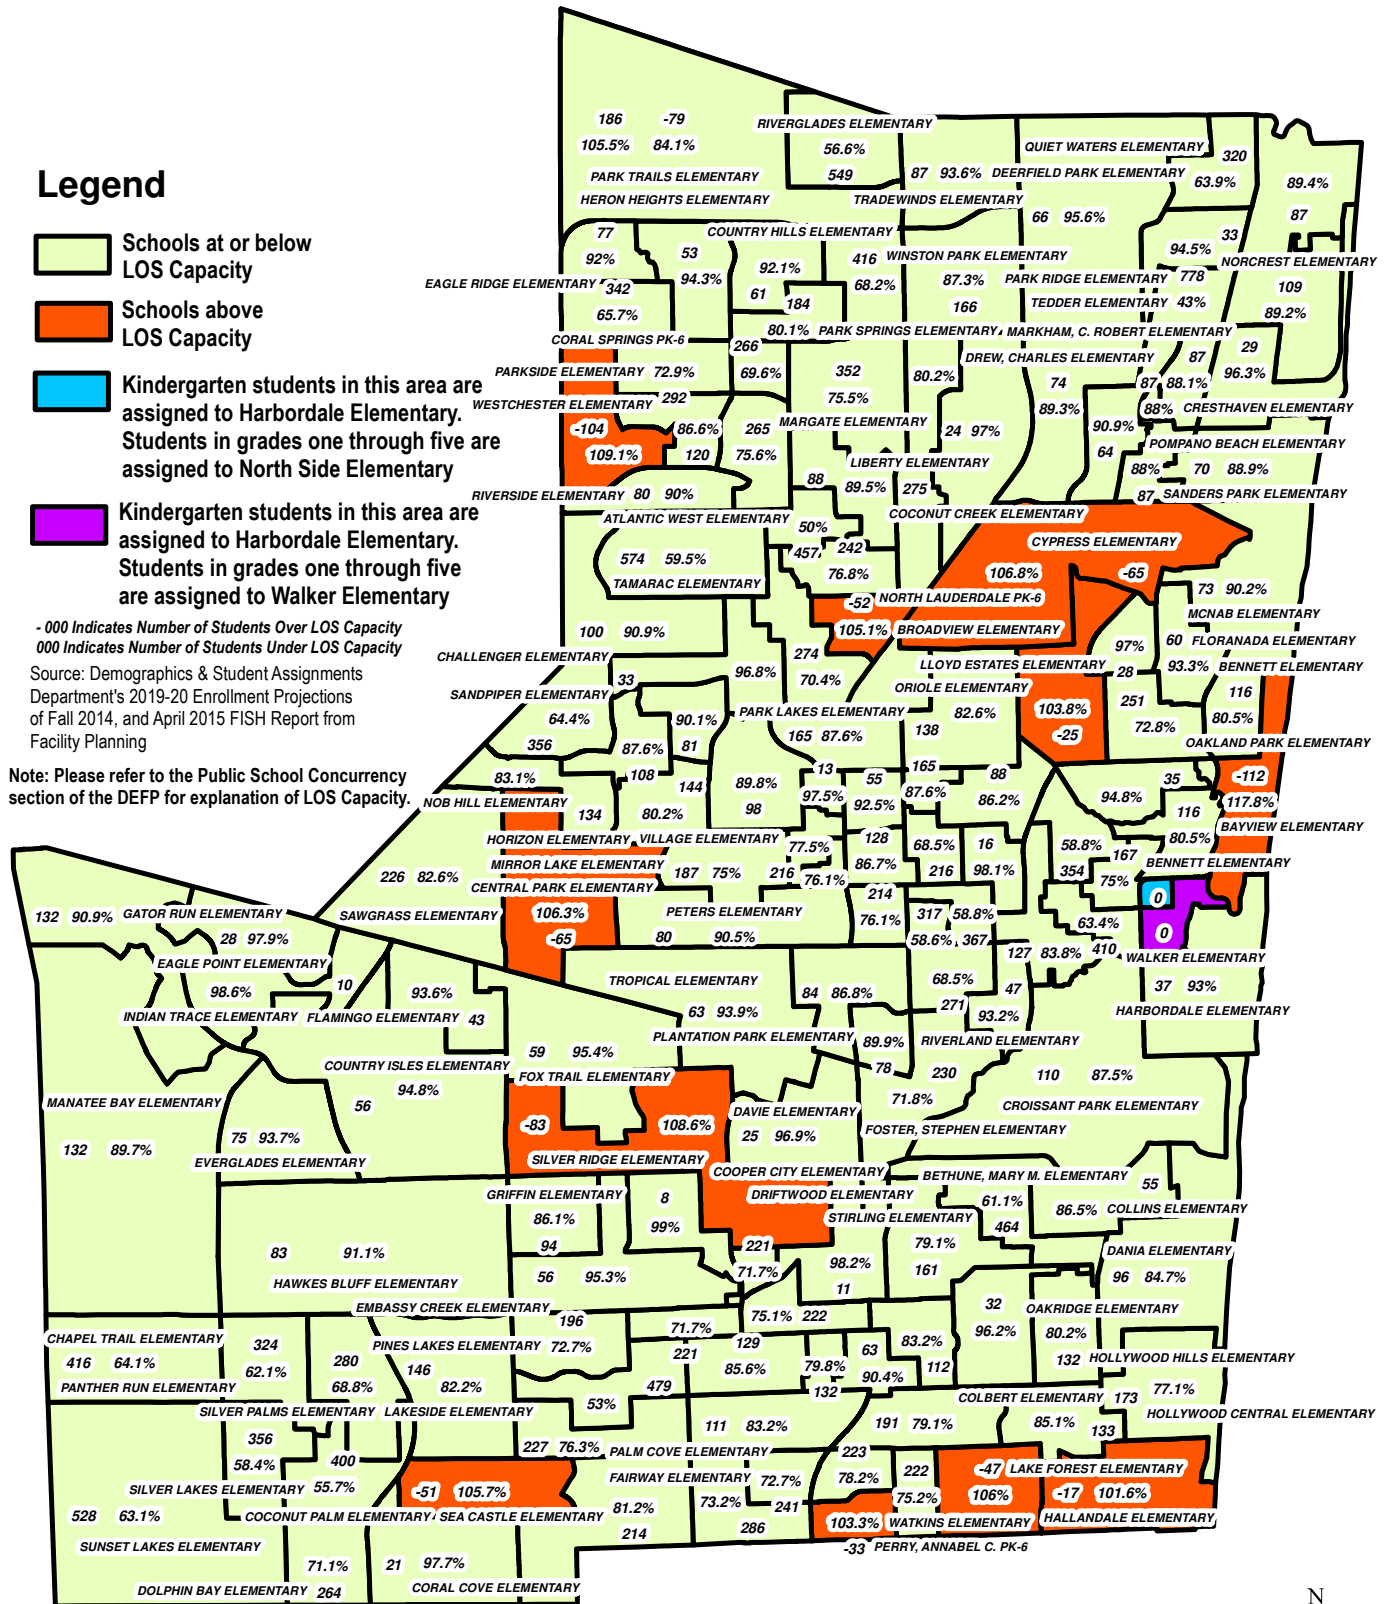 Legend
Schools at or below
LOS Capacity
Schools above
LOS Capacity
Kindergarten students in this area are
assigned to Harbordale Elementary.
Students in grades one through five are
assigned to North Side Elementary
Kindergarten students in this area are
assigned to Harbordale Elementary.
Students in grades one through five
are assigned to Walker Elementary
- 000 Indicates Number of Students Over LOS Capacity
000 Indicates Number of Students Under LOS Capacity
Source: Demographics & Student Assignments
Department's 2019-20 Enrollment Projections
of Fall 2014, and April 2015 FISH Report from
Facility Planning
Note: Please refer to the Public School Concurrency
section of the DEFP for explanation of LOS Capacity.
186 -79
105.5% 84.1%
PARK TRAILS ELEMENTARY
HERON HEIGHTS ELEMENTARY
RIVERGLADES ELEMENTARY
56.6%
549
87 93.6%
TRADEWINDS ELEMENTARY
QUIET WATERS ELEMENTARY
320
DEERFIELD PARK ELEMENTARY
63.9%
89.4%
87
66 95.6%
77
92%
COUNTRY HILLS ELEMENTARY
53
94.3%
92.1%
61
416
68.2%
WINSTON PARK ELEMENTARY
87.3%
166
33
94.5%
NORCREST ELEMENTARY
PARK RIDGE ELEMENTARY
778
TEDDER ELEMENTARY
43%
109
89.2%
EAGLE RIDGE ELEMENTARY
342
65.7%
184
80.1%
PARK SPRINGS ELEMENTARY
MARKHAM, C. ROBERT ELEMENTARY
CORAL SPRINGS PK-6
266
69.6%
DREW, CHARLES ELEMENTARY
87
29
96.3%
PARKSIDE ELEMENTARY
72.9%
352
75.5%
80.2%
74
89.3%
87 88.1%
WESTCHESTER ELEMENTARY
292
88%
CRESTHAVEN ELEMENTARY
-104
109.1%
86.6%
120
265
75.6%
MARGATE ELEMENTARY
24 97%
90.9%
64
POMPANO BEACH ELEMENTARY
88%
70 88.9%
LIBERTY ELEMENTARY
88
89.5%
275
87
SANDERS PARK ELEMENTARY
RIVERSIDE ELEMENTARY
80 90%
ATLANTIC WEST ELEMENTARY
50%
COCONUT CREEK ELEMENTARY
574 59.5%
457
242
76.8%
CYPRESS ELEMENTARY
106.8%
-65
TAMARAC ELEMENTARY
-52
NORTH LAUDERDALE PK-6
73 90.2%
MCNAB ELEMENTARY
100 90.9%
105.1%
BROADVIEW ELEMENTARY
97%
60
FLORANADA ELEMENTARY
CHALLENGER ELEMENTARY
274
70.4%
LLOYD ESTATES ELEMENTARY
28
93.3%
BENNETT ELEMENTARY
33
96.8%
ORIOLE ELEMENTARY
SANDPIPER ELEMENTARY
64.4%
356
90.1%
81
PARK LAKES ELEMENTARY
82.6%
138
103.8%
-25
251
72.8%
116
80.5%
165 87.6%
87.6%
108
OAKLAND PARK ELEMENTARY
83.1%
NOB HILL ELEMENTARY
134
144
80.2%
89.8%
98
13
97.5%
55
92.5%
165
87.6%
88
86.2%
35
94.8%
-112
117.8%
116
80.5%
BAYVIEW ELEMENTARY
HORIZON ELEMENTARY
VILLAGE ELEMENTARY
77.5%
128
86.7%
68.5%
216
16
98.1%
58.8%
354
167
75%
BENNETT ELEMENTARY
MIRROR LAKE ELEMENTARY
187 75%
216
76.1%
226 82.6%
CENTRAL PARK ELEMENTARY
214
76.1%
0
SAWGRASS ELEMENTARY
106.3%
-65
PETERS ELEMENTARY
317 58.8%
58.6% 367
63.4%
410
0
80 90.5%
127 83.8%
WALKER ELEMENTARY
132 90.9%
GATOR RUN ELEMENTARY
28 97.9%
EAGLE POINT ELEMENTARY
98.6%
10
93.6%
43
TROPICAL ELEMENTARY
84 86.8%
68.5%
271
47
93.2%
37 93%
HARBORDALE ELEMENTARY
INDIAN TRACE ELEMENTARY
FLAMINGO ELEMENTARY
63 93.9%
PLANTATION PARK ELEMENTARY
89.9%
78
RIVERLAND ELEMENTARY
59 95.4%
COUNTRY ISLES ELEMENTARY
94.8%
56
FOX TRAIL ELEMENTARY
230
71.8%
110 87.5%
CROISSANT PARK ELEMENTARY
MANATEE BAY ELEMENTARY
132 89.7%
75 93.7%
EVERGLADES ELEMENTARY
-83
108.6%
DAVIE ELEMENTARY
25 96.9%
FOSTER, STEPHEN ELEMENTARY
SILVER RIDGE ELEMENTARY
COOPER CITY ELEMENTARY
BETHUNE, MARY M. ELEMENTARY
GRIFFIN ELEMENTARY
86.1%
94
8
99%
DRIFTWOOD ELEMENTARY
STIRLING ELEMENTARY
61.1%
464
55
86.5%
COLLINS ELEMENTARY
83 91.1%
HAWKES BLUFF ELEMENTARY
56 95.3%
221
71.7%
98.2%
11
79.1%
161
DANIA ELEMENTARY
96 84.7%
EMBASSY CREEK ELEMENTARY
196
72.7%
71.7%
221
75.1% 222
32
96.2%
OAKRIDGE ELEMENTARY
80.2%
132
CHAPEL TRAIL ELEMENTARY
416 64.1%
PANTHER RUN ELEMENTARY
324
62.1%
280
68.8%
PINES LAKES ELEMENTARY
146
82.2%
129
85.6%
79.8%
132
63
90.4%
83.2%
112
HOLLYWOOD HILLS ELEMENTARY
77.1%
173
HOLLYWOOD CENTRAL ELEMENTARY
479
53%
COLBERT ELEMENTARY
85.1%
133
SILVER PALMS ELEMENTARY
LAKESIDE ELEMENTARY
111 83.2%
191 79.1%
356
58.4%
400
55.7%
227 76.3%
PALM COVE ELEMENTARY
223
78.2%
222
75.2%
-47
106%
LAKE FOREST ELEMENTARY
-17 101.6%
SILVER LAKES ELEMENTARY
-51 105.7%
FAIRWAY ELEMENTARY
72.7%
241
81.2%
214
73.2%
286
528 63.1%
COCONUT PALM ELEMENTARY
SEA CASTLE ELEMENTARY
103.3%
WATKINS ELEMENTARY
HALLANDALE ELEMENTARY
SUNSET LAKES ELEMENTARY
-33
PERRY, ANNABEL C. PK-6
71.1%
264
21 97.7%
DOLPHIN BAY ELEMENTARY
CORAL COVE ELEMENTARY
N